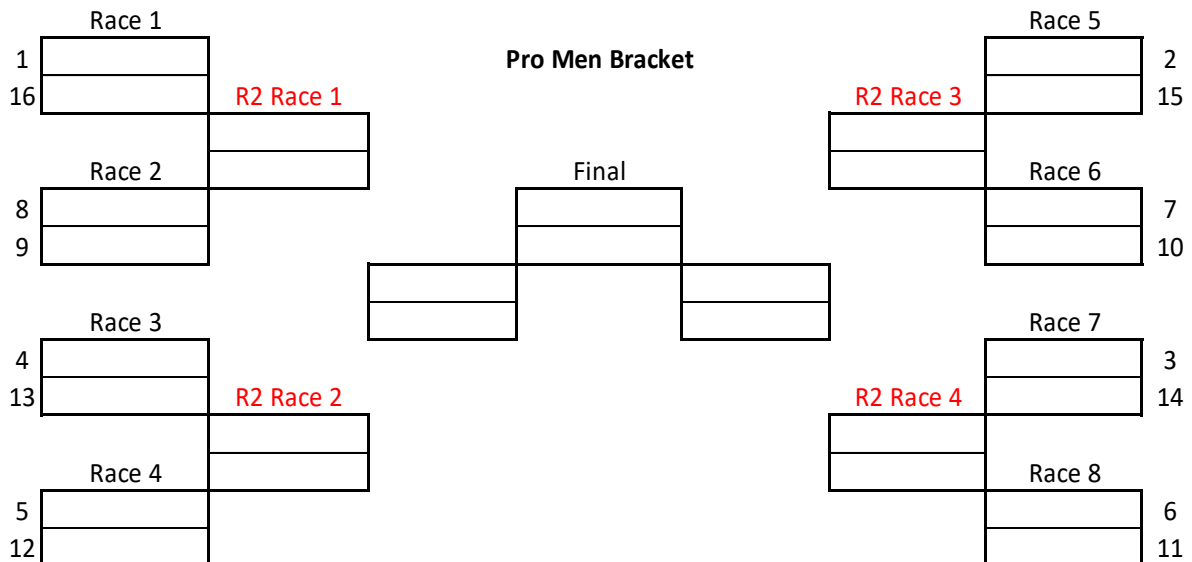 Race 1
Race 5
1
Pro Men Bracket
2
16
R2 Race 1
R2 Race 3
15
Race 2
Final
Race 6
8
7
9
10
Race 3
Race 7
4
3
13
R2 Race 2
R2 Race 4
14
Race 4
Race 8
5
6
12
11